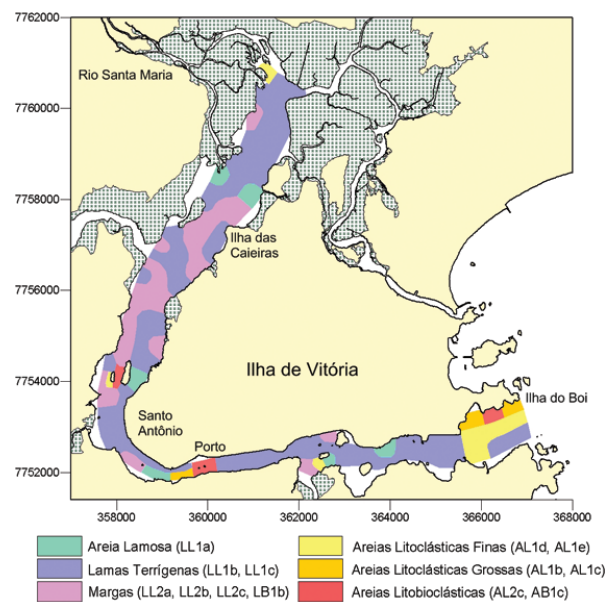 7762000
Rio Santa Maria
7760000
7758000
Ilha das
Caieiras
7756000
Ilha de Vitória
7754000
Ilha do Boi
Santo
Antônio
Porto
7752000
358000 360000 362000 364000 366000 368000
Areia Lamosa (LL1a)
Areias Litoclásticas Finas (AL1d, AL1e)
Lamas Terrígenas (LL1b, LL1c)
Areias Litoclásticas Grossas (AL1b, AL1c)
Margas (LL2a, LL2b, LL2c, LB1b)
Areias Litobioclásticas (AL2c, AB1c)